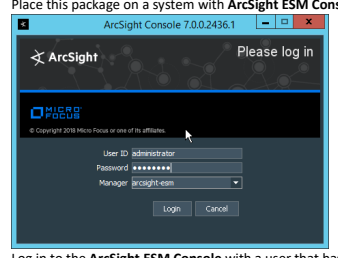 Place this package on a system with ArcSight ESM Cons
ArcSight Console 7.0.0.2436.1
ArcSight
Please log in
MICRO
FOCUS
© Copyright 2018 Micro Focus or one of its affiliates.
User ID administrator
Password ••••••••
Manager arcsight-esm
Login Cancel
Log in to the ArcSight ESM Console with a user that has